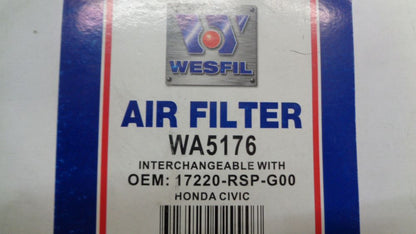 WESFIL
AIR FILTER
WA5176
INTERCHANGEABLE WITH
OEM: 17220-RSP-G00
HONDA CIVIC